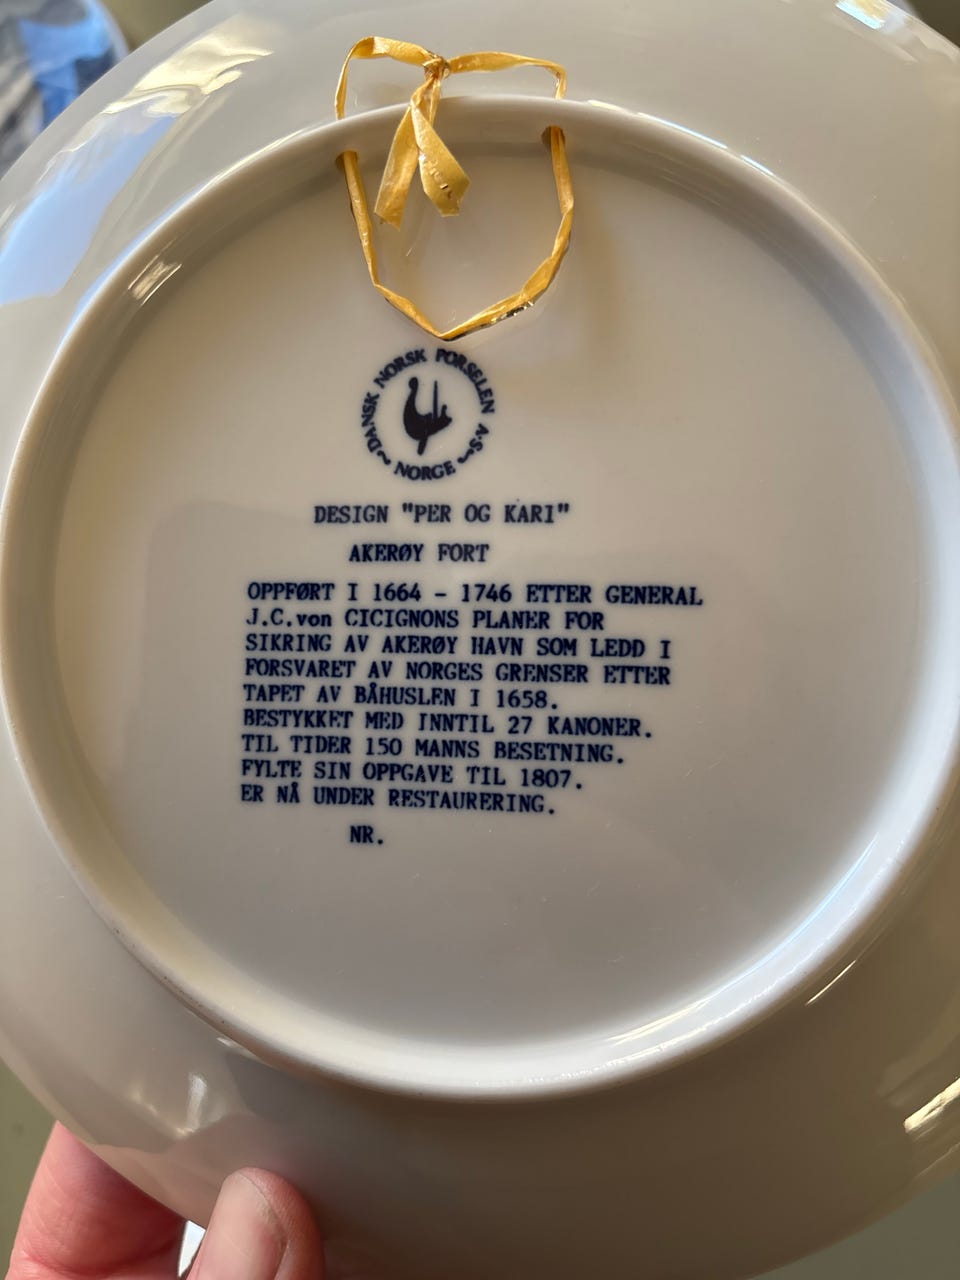 DANSK NORSK PORSELEN A·S
NORGE
DESIGN "PER OG KARI"
AKERØY FORT
OPPFØRT I 1664 - 1746 ETTER GENERAL
J.C.von CICIGNONS PLANER FOR
SIKRING AV AKERØY HAVN SOM LEDD I
FORSVARET AV NORGES GRENSER ETTER
TAPET AV BÅHUSLEN I 1658.
BESTYKKET MED INNTIL 27 KANONER.
TIL TIDER 150 MANNS BESETNING.
FYLTE SIN OPPGAVE TIL 1807.
ER NÅ UNDER RESTAURERING.
NR.